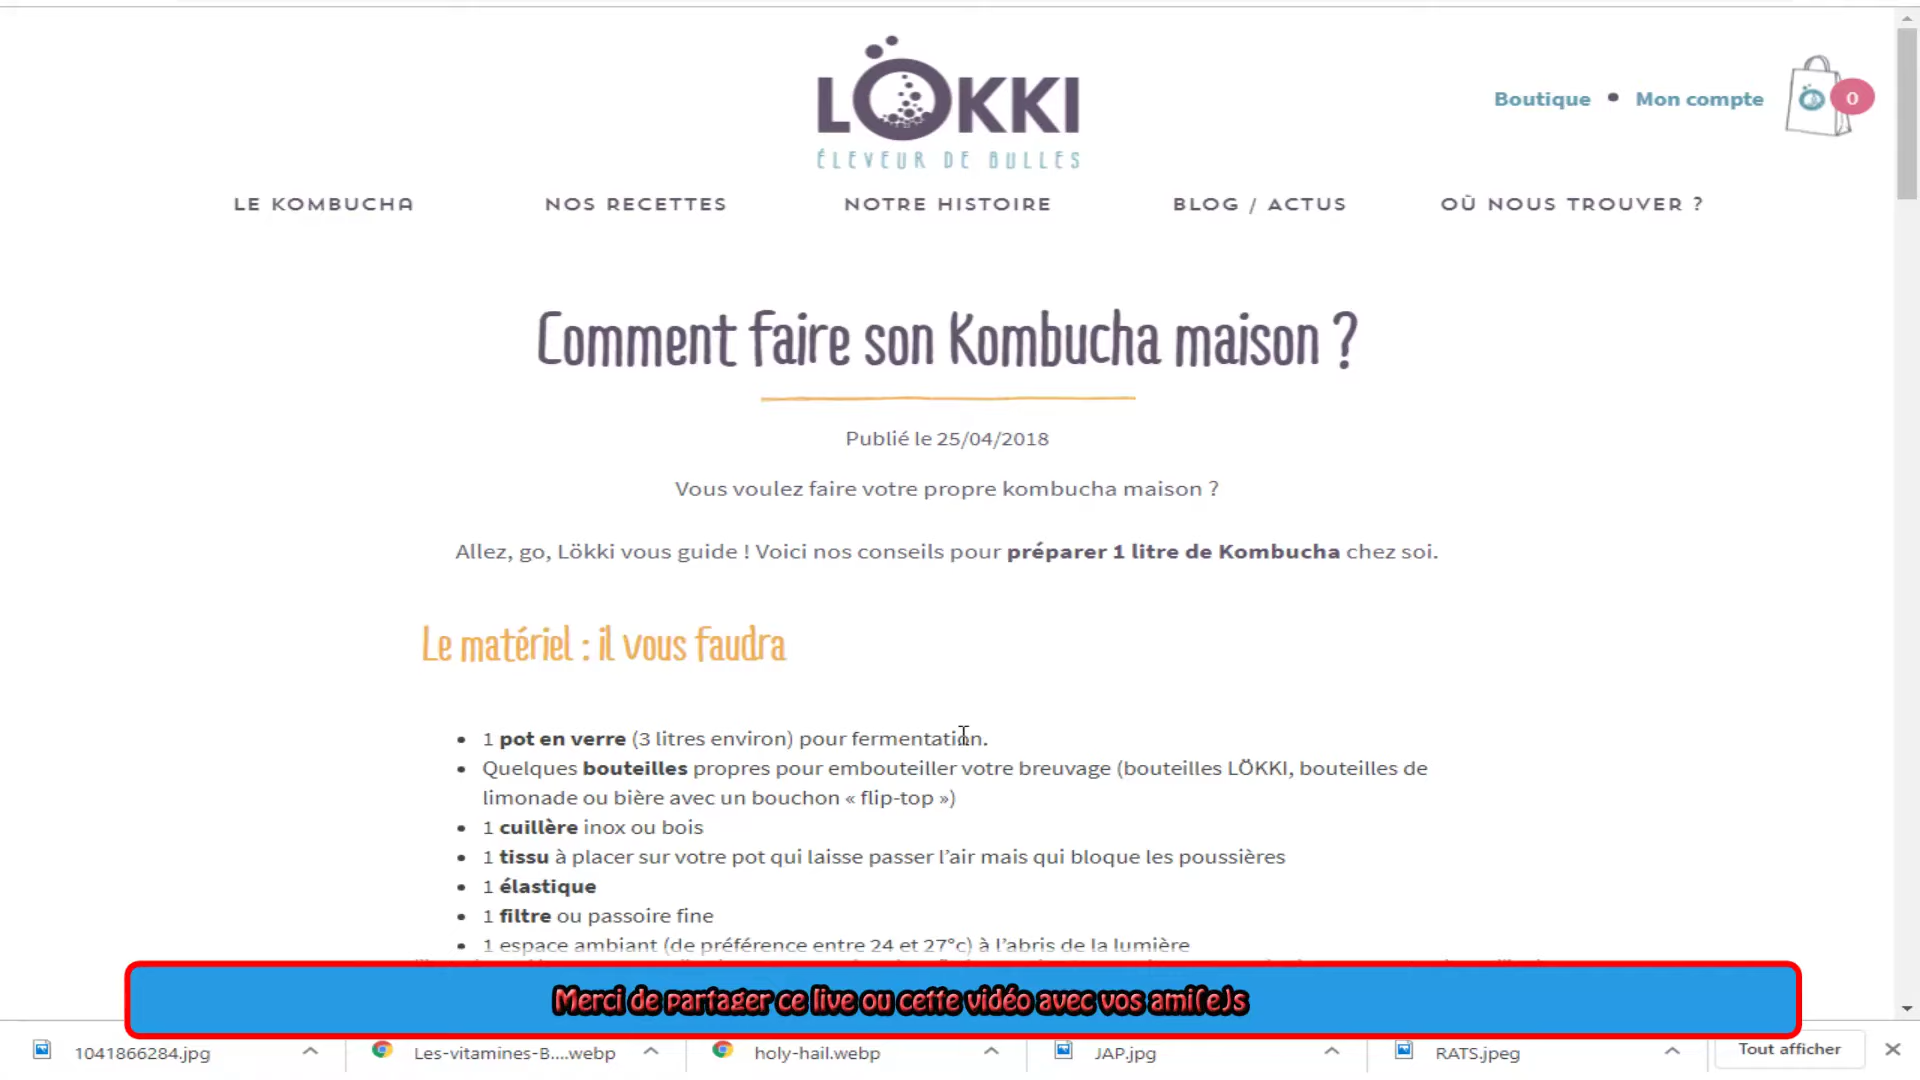 LÖKKI
ÉLEVEUR DE BULLES
Boutique • Mon compte
0
LE KOMBUCHA
NOS RECETTES
NOTRE HISTOIRE
BLOG / ACTUS
OÙ NOUS TROUVER ?
Comment faire son Kombucha maison ?
Publié le 25/04/2018
Vous voulez faire votre propre kombucha maison ?
Allez, go, Lökki vous guide ! Voici nos conseils pour préparer 1 litre de Kombucha chez soi.
Le matériel : il vous faudra
• 1 pot en verre (3 litres environ) pour fermentation.
• Quelques bouteilles propres pour embouteiller votre breuvage (bouteilles LÖKKI, bouteilles de
limonade ou bière avec un bouchon « flip-top »)
• 1 cuillère inox ou bois
• 1 tissu à placer sur votre pot qui laisse passer l'air mais qui bloque les poussières
• 1 élastique
• 1 filtre ou passoire fine
• 1 espace ambiant (de préférence entre 24 et 27°c) à l'abris de la lumière
Merci de partager ce live ou cette vidéo avec vos ami(e)s
1041866284.jpg
Les-vitamines-B....webp
holy-hail.webp
JAP.jpg
RATS.jpeg
Tout afficher